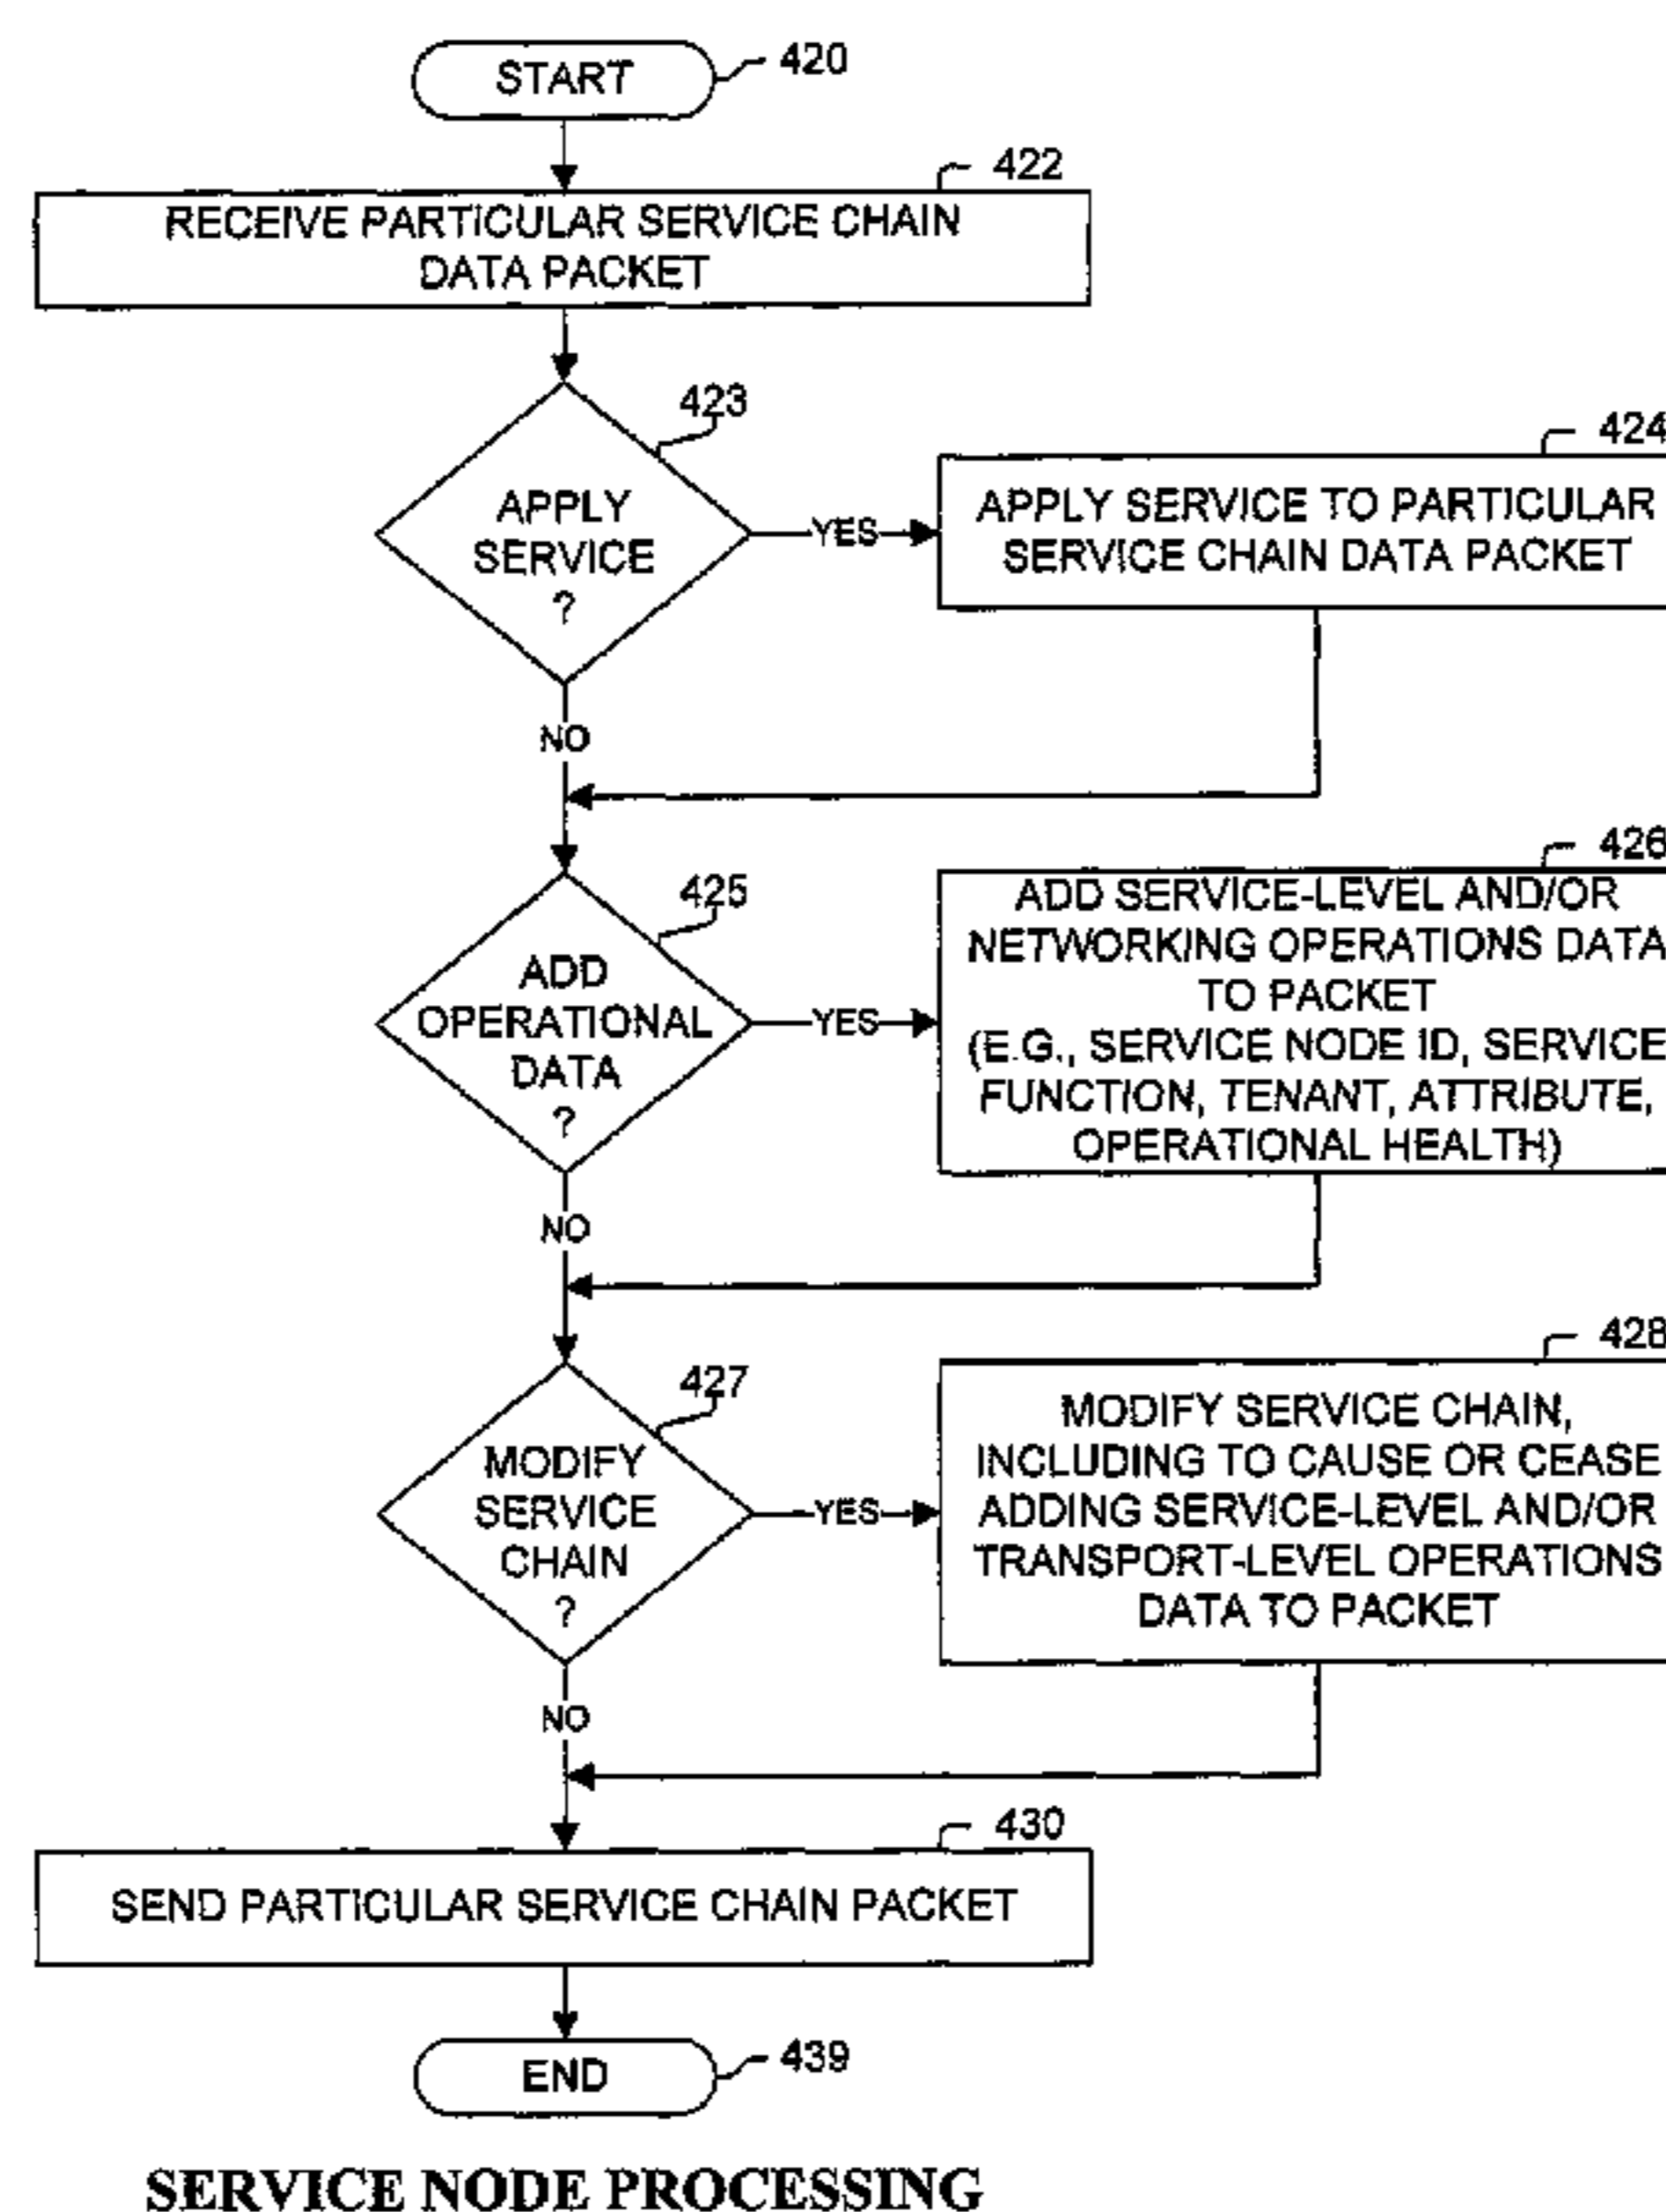 START
420
422
RECEIVE PARTICULAR SERVICE CHAIN
DATA PACKET
423
APPLY
SERVICE
?
YES
NO
424
APPLY SERVICE TO PARTICULAR
SERVICE CHAIN DATA PACKET
425
ADD
OPERATIONAL
DATA
?
YES
NO
426
ADD SERVICE-LEVEL AND/OR
NETWORKING OPERATIONS DATA
TO PACKET
(E.G., SERVICE NODE ID, SERVICE
FUNCTION, TENANT, ATTRIBUTE,
OPERATIONAL HEALTH)
427
MODIFY
SERVICE
CHAIN
?
YES
NO
428
MODIFY SERVICE CHAIN,
INCLUDING TO CAUSE OR CEASE
ADDING SERVICE-LEVEL AND/OR
TRANSPORT-LEVEL OPERATIONS
DATA TO PACKET
430
SEND PARTICULAR SERVICE CHAIN PACKET
END
439
SERVICE NODE PROCESSING